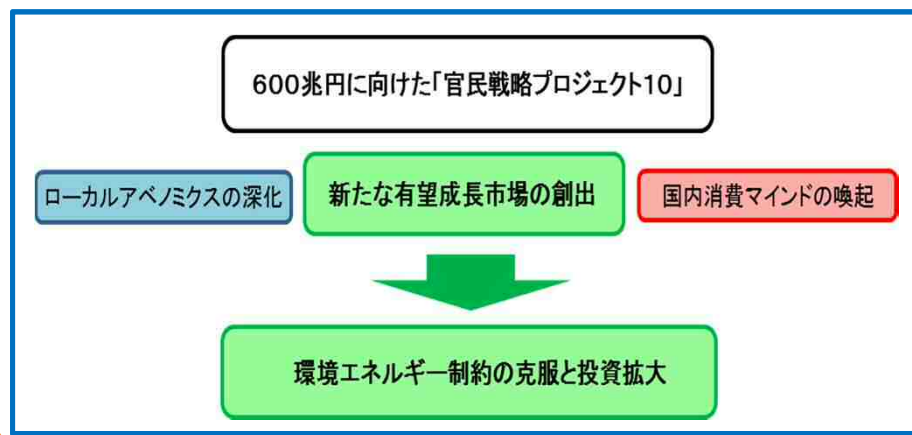 600兆円に向けた「官民戦略プロジェクト10」
ローカルアベノミクスの深化
新たな有望成長市場の創出
国内消費マインドの喚起
環境エネルギー制約の克服と投資拡大